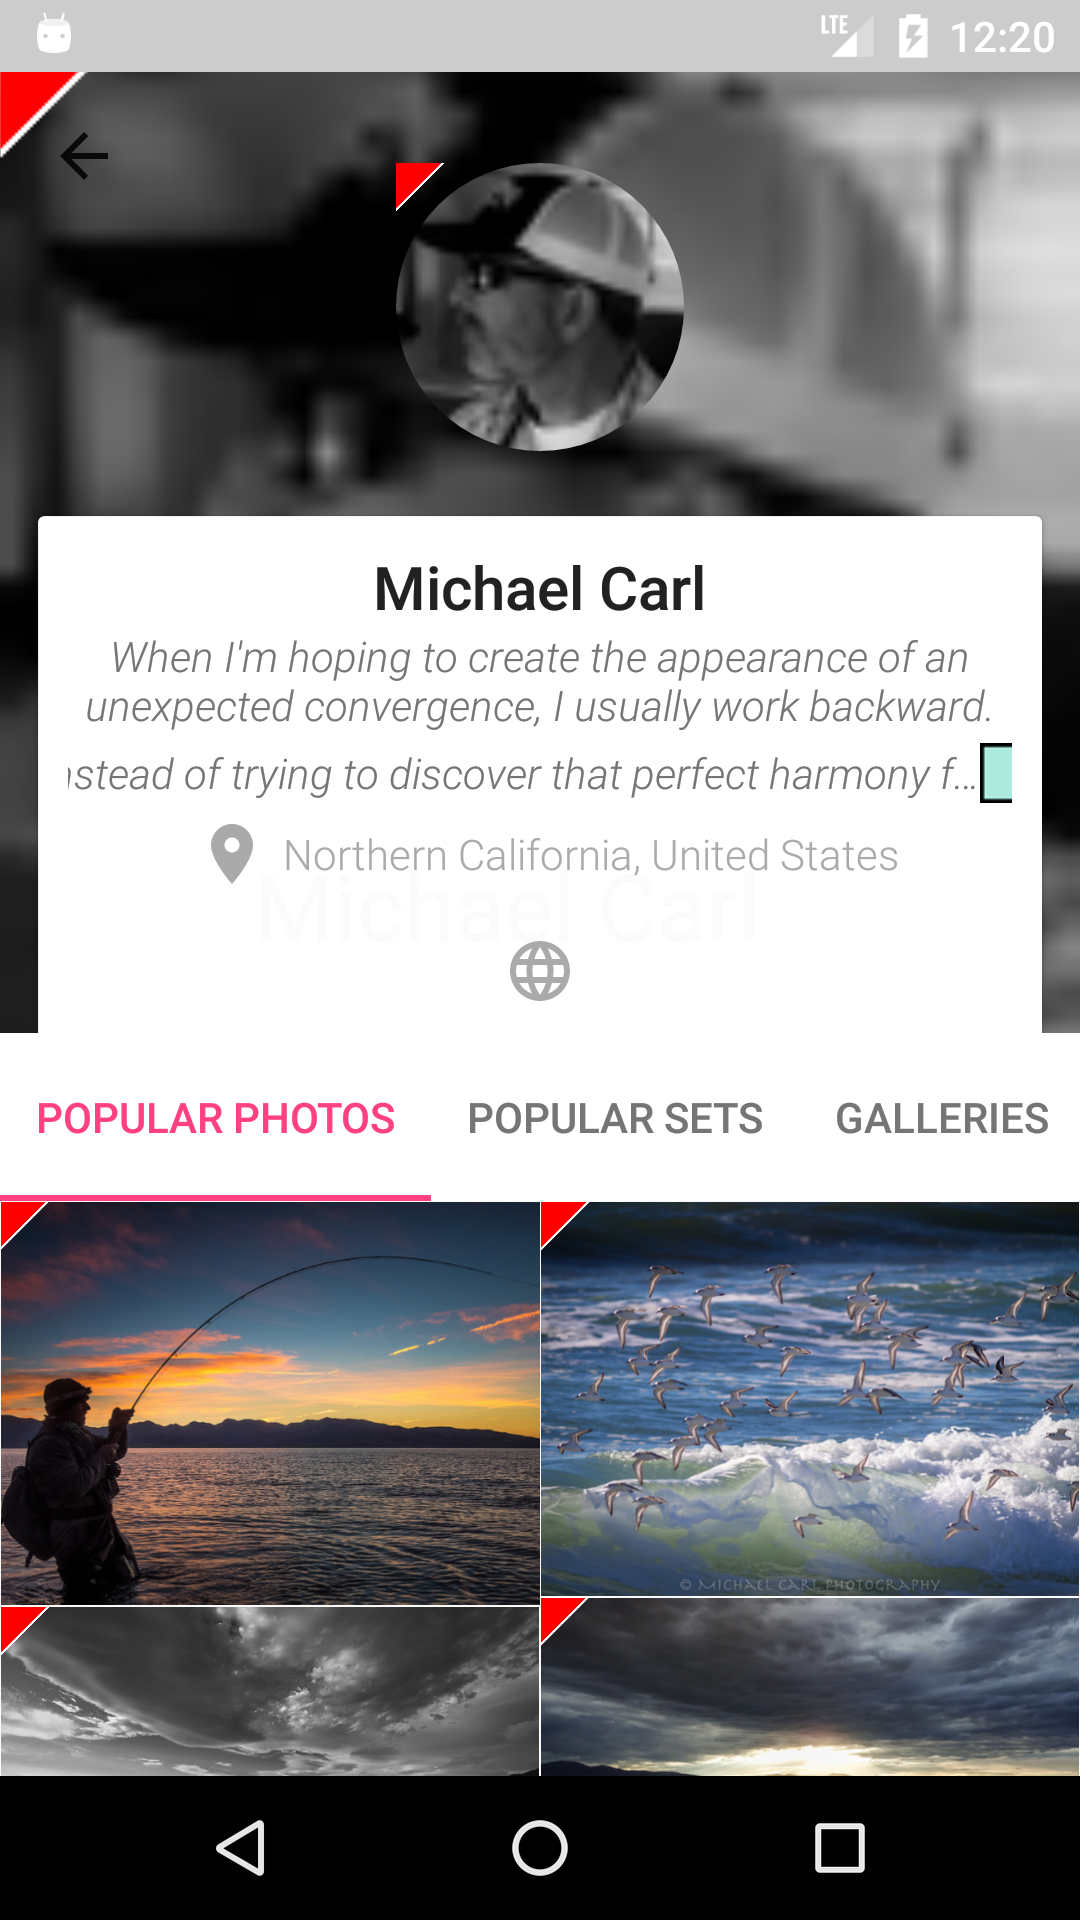 LTE 12:20
Michael Carl
When I'm hoping to create the appearance of an
unexpected convergence, I usually work backward.
nstead of trying to discover that perfect harmony f...
Northern California, United States
Michael Carl
POPULAR PHOTOS POPULAR SETS GALLERIES
© MICHAEL CARL PHOTOGRAPHY